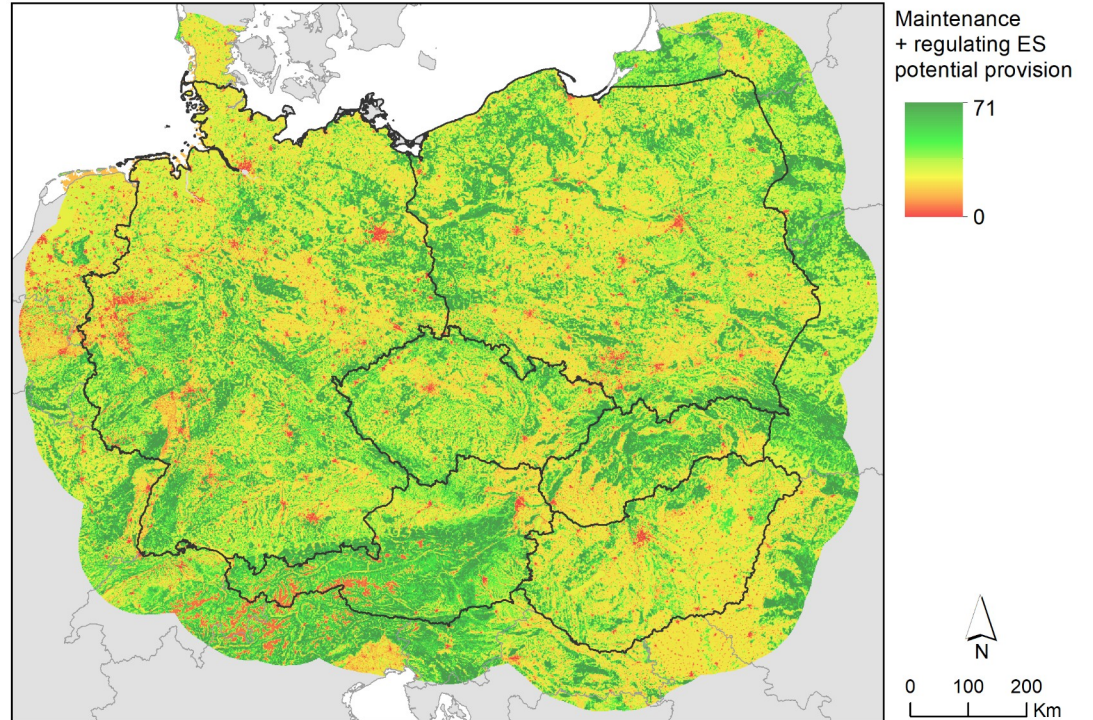 Maintenance
+ regulating ES
potential provision
71
0
N
0 100 200
Km